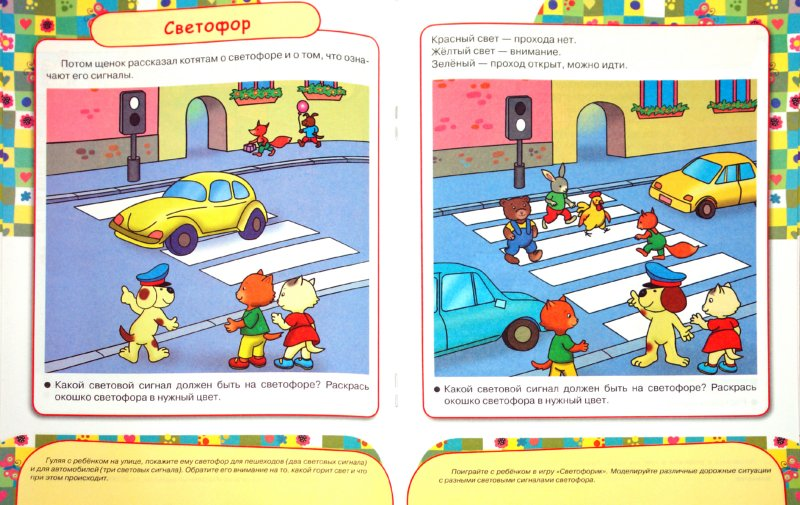 Светофор
Потом щенок рассказал котятам о светофоре и о том, что озна-
чают его сигналы.
● Какой световой сигнал должен быть на светофоре? Раскрась
окошко светофора в нужный цвет.
Гуляя с ребёнком на улице, покажите ему светофор для пешеходов (два световых сигнала)
и для автомобилей (три световых сигнала). Обратите его внимание на то, какой горит свет и что
при этом происходит.
Красный свет — прохода нет.
Жёлтый свет — внимание.
Зелёный — проход открыт, можно идти.
● Какой световой сигнал должен быть на светофоре? Раскрась
окошко светофора в нужный цвет.
Поиграйте с ребёнком в игру «Светофорик». Моделируйте различные дорожные ситуации
с разными световыми сигналами светофора.